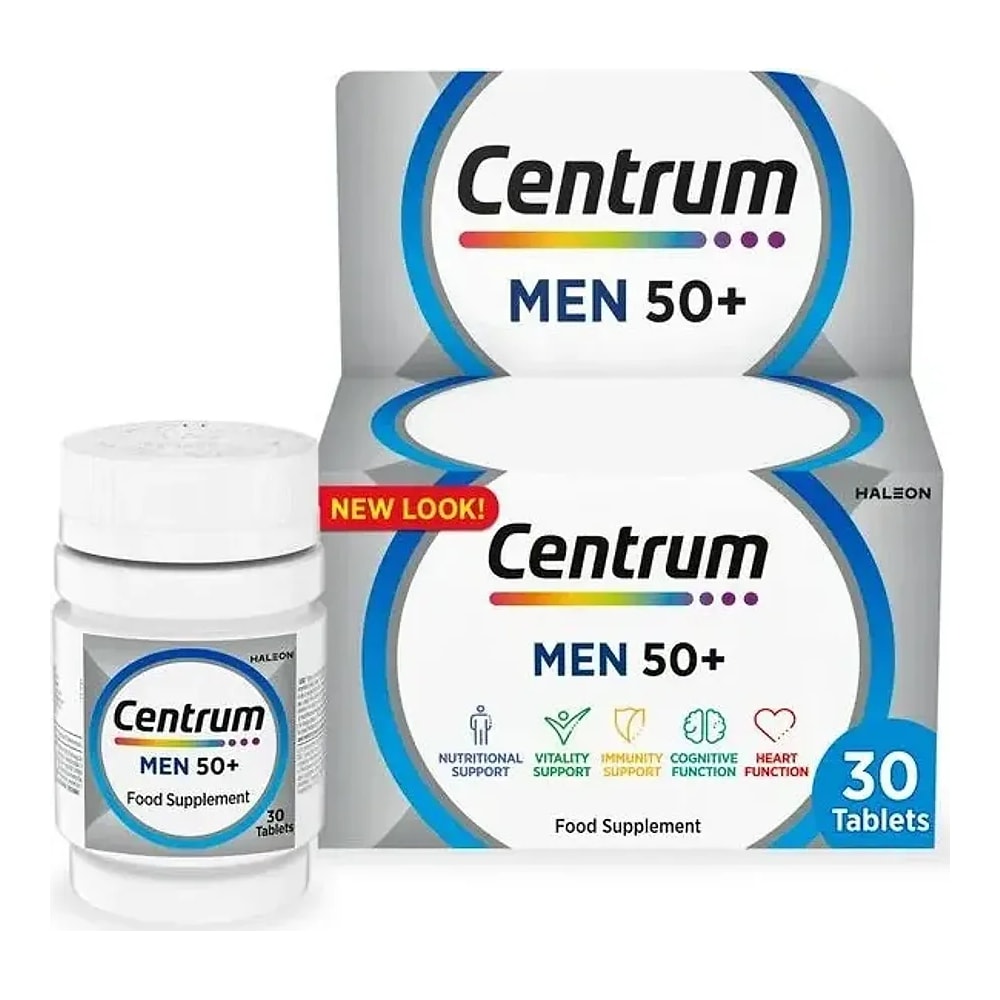 Centrum
MEN 50+
HALEON
NEW LOOK!
Centrum
MEN 50+
NUTRITIONAL SUPPORT
VITALITY SUPPORT
IMMUNITY SUPPORT
COGNITIVE FUNCTION
HEART FUNCTION
30
Tablets
Food Supplement
HALEON
Centrum
MEN 50+
Food Supplement
30
Tablets